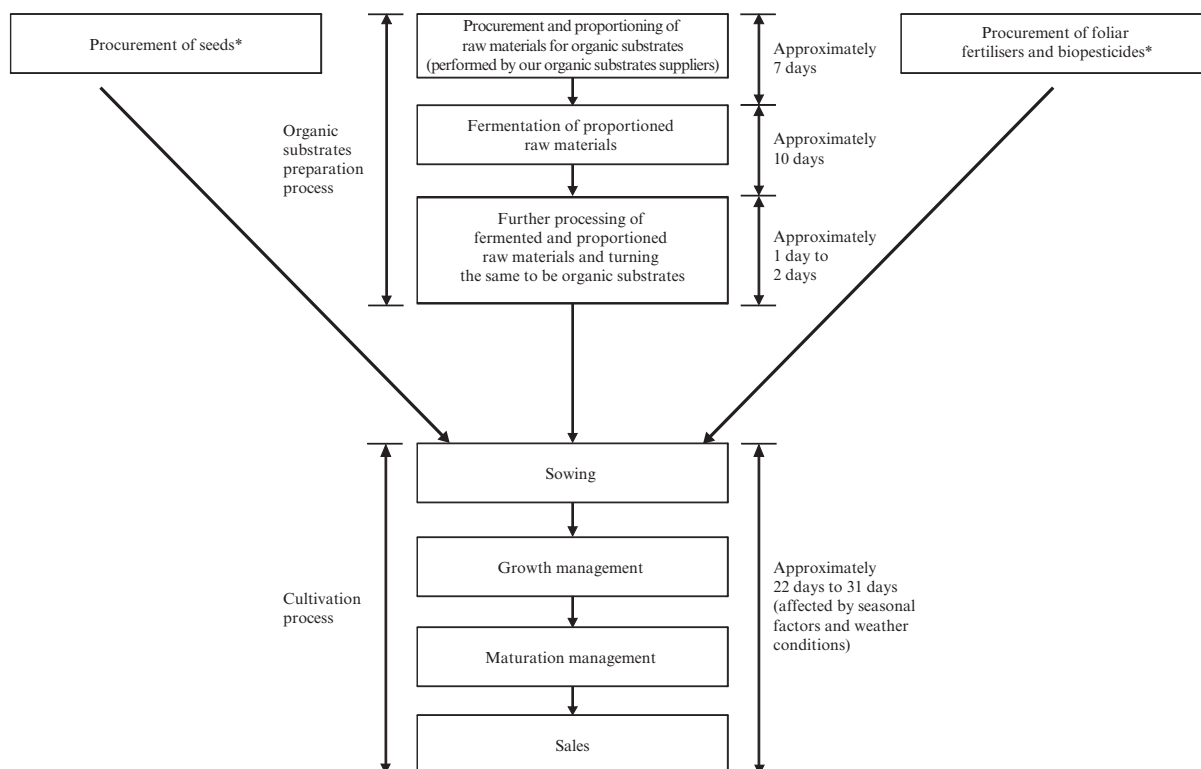 Procurement of seeds*
Procurement and proportioning of
raw materials for organic substrates
(performed by our organic substrates suppliers)
Approximately
7 days
Procurement of foliar
fertilisers and biopesticides*
Organic
substrates
preparation
process
Fermentation of proportioned
raw materials
Approximately
10 days
Further processing of
fermented and proportioned
raw materials and turning
the same to be organic substrates
Approximately
1 day to
2 days
Cultivation
process
Sowing
Growth management
Maturation management
Sales
Approximately
22 days to 31 days
(affected by seasonal
factors and weather
conditions)